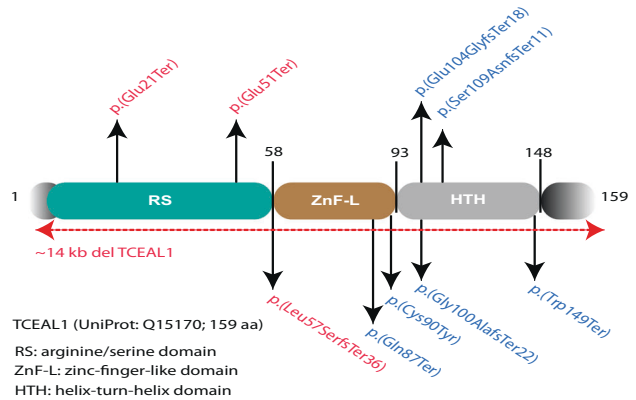 p.(Glu21Ter)
p.(Glu51Ter)
p.(Glu104GlyfsTer18)
p.(Ser109AsnfsTer11)
58
93
148
1
RS
ZnF-L
HTH
159
~14 kb del TCEAL1
p.(Leu57SerfsTer36)
p.(Gln87Ter)
p.(Cys90Tyr)
p.(Gly100AlafsTer22)
p.(Trp149Ter)
TCEAL1 (UniProt: Q15170; 159 aa)
RS: arginine/serine domain
ZnF-L: zinc-finger-like domain
HTH: helix-turn-helix domain